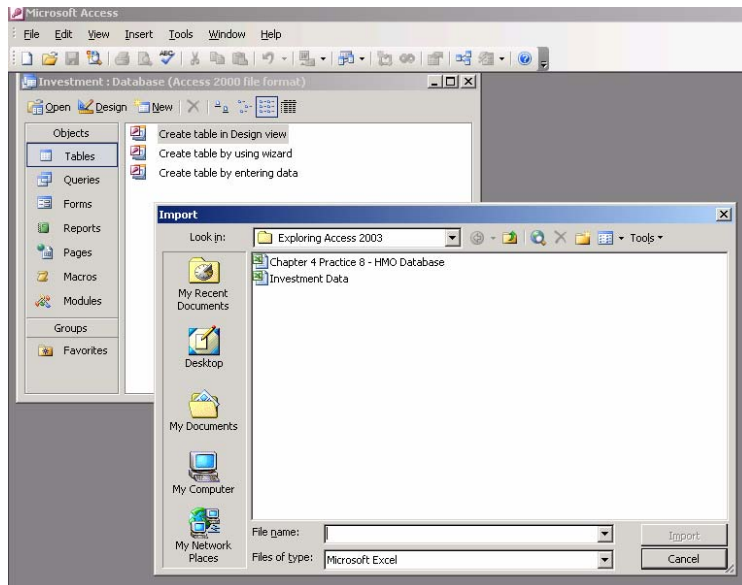 Microsoft Access
File Edit View Insert Tools Window Help
Investment : Database (Access 2000 file format)
Open Design New
Objects
Tables
Queries
Forms
Reports
Pages
Macros
Modules
Groups
Favorites
Create table in Design view
Create table by using wizard
Create table by entering data
Import
Look in: Exploring Access 2003 Tools
My Recent Documents
Desktop
My Documents
My Computer
My Network Places
Chapter 4 Practice 8 - HMO Database
Investment Data
File name: Import
Files of type: Microsoft Excel Cancel